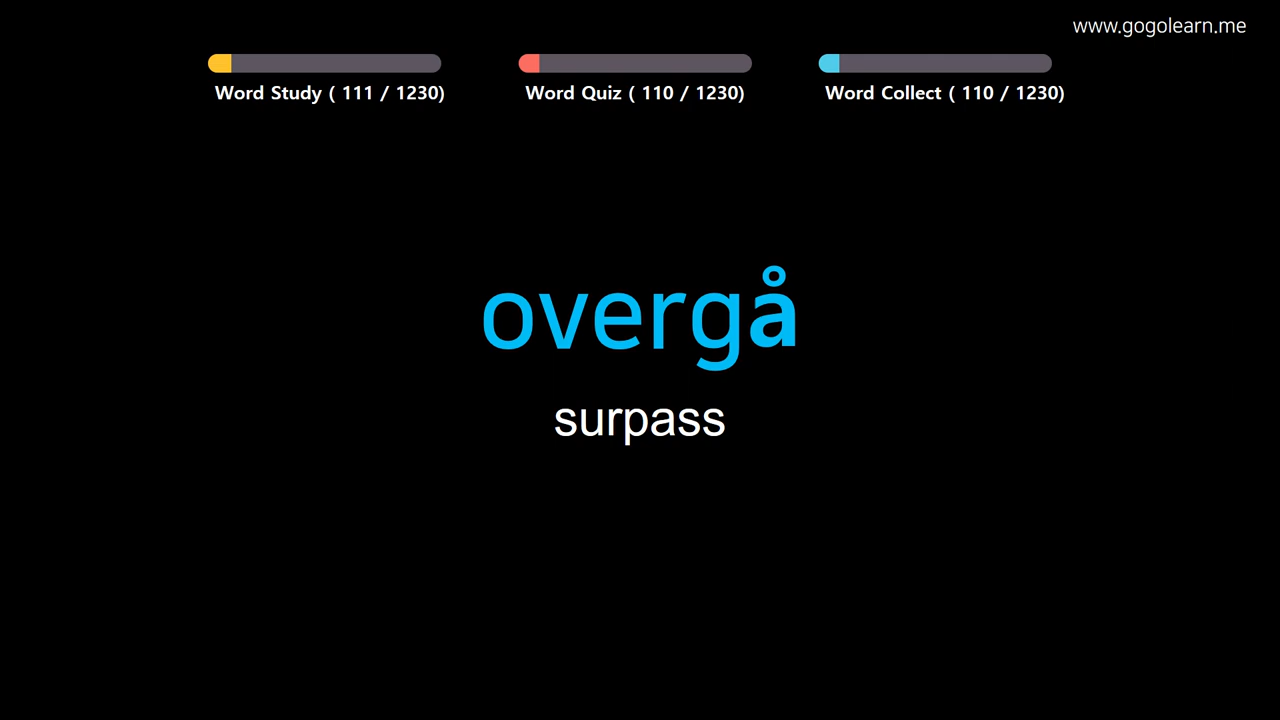 www.gogolearn.me
Word Study ( 111 / 1230)
Word Quiz ( 110 / 1230)
Word Collect ( 110 / 1230)
overgå
surpass